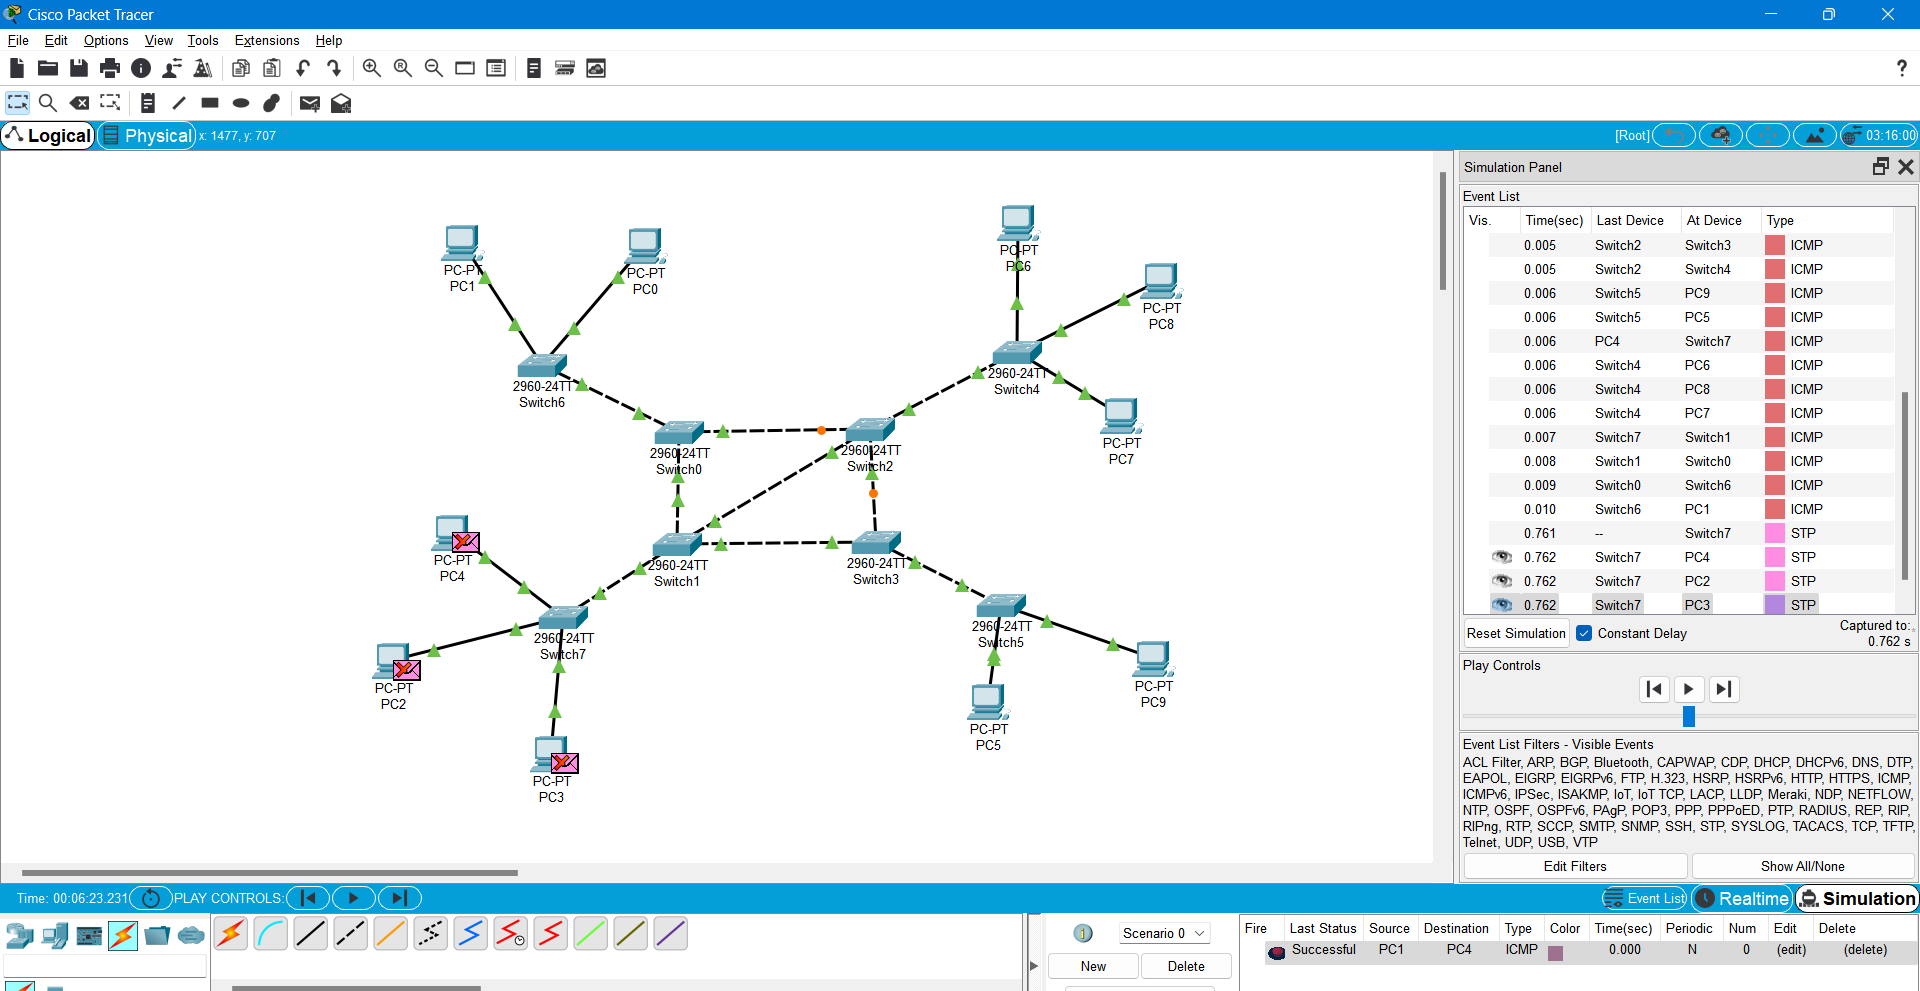 Cisco Packet Tracer
File Edit Options View Tools Extensions Help
Logical Physical x: 1477, y: 707 [Root] 03:16:00
PC-PT
PC1
PC-PT
PC0
PC-PT
PC6
PC-PT
PC8
2960-24TT
Switch6
2960-24TT
Switch4
PC-PT
PC7
2960-24TT
Switch0
2960-24TT
Switch2
PC-PT
PC4
2960-24TT
Switch1
2960-24TT
Switch3
2960-24TT
Switch7
2960-24TT
Switch5
PC-PT
PC2
PC-PT
PC9
PC-PT
PC5
PC-PT
PC3
Simulation Panel
Event List
Vis. Time(sec) Last Device At Device Type
0.005 Switch2 Switch3 ICMP
0.005 Switch2 Switch4 ICMP
0.006 Switch5 PC9 ICMP
0.006 Switch5 PC5 ICMP
0.006 PC4 Switch7 ICMP
0.006 Switch4 PC6 ICMP
0.006 Switch4 PC8 ICMP
0.006 Switch4 PC7 ICMP
0.007 Switch7 Switch1 ICMP
0.008 Switch1 Switch0 ICMP
0.009 Switch0 Switch6 ICMP
0.010 Switch6 PC1 ICMP
0.761 -- Switch7 STP
0.762 Switch7 PC4 STP
0.762 Switch7 PC2 STP
0.762 Switch7 PC3 STP
Reset Simulation Constant Delay Captured to:
0.762 s
Play Controls
Event List Filters - Visible Events
ACL Filter, ARP, BGP, Bluetooth, CAPWAP, CDP, DHCP, DHCPv6, DNS, DTP,
EAPOL, EIGRP, EIGRPv6, FTP, H.323, HSRP, HSRPv6, HTTP, HTTPS, ICMP,
ICMPv6, IPSec, ISAKMP, IoT, IoT TCP, LACP, LLDP, Meraki, NDP, NETFLOW,
NTP, OSPF, OSPFv6, PAgP, POP3, PPP, PPPoED, PTP, RADIUS, REP, RIP,
RIPng, RTP, SCCP, SMTP, SNMP, SSH, STP, SYSLOG, TACACS, TCP, TFTP,
Telnet, UDP, USB, VTP
Edit Filters Show All/None
Time: 00:06:23.231 PLAY CONTROLS: Event List Realtime Simulation
Scenario 0
New Delete
Fire Last Status Source Destination Type Color Time(sec) Periodic Num Edit Delete
Successful PC1 PC4 ICMP 0.000 N 0 (edit) (delete)